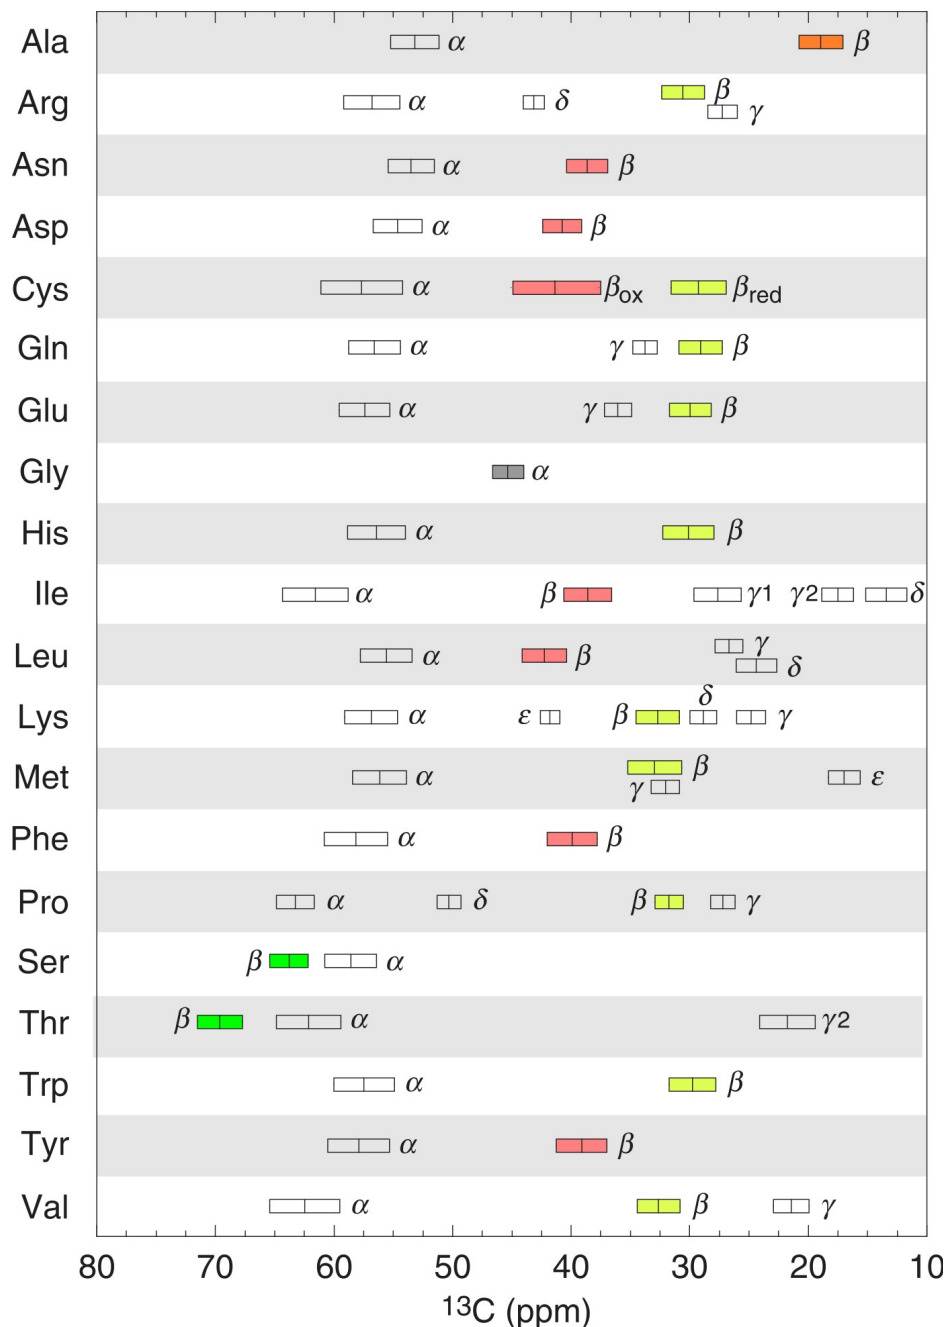 Ala α β
Arg α δ β γ
Asn α β
Asp α β
Cys α βox βred
Gln α γ β
Glu α γ β
Gly α
His α β
Ile α β γ1 γ2 δ
Leu α β γ δ
Lys α ε β δ γ
Met α β γ ε
Phe α β
Pro α δ β γ
Ser β α
Thr β α γ2
Trp α β
Tyr α β
Val α β γ
80 70 60 50 40 30 20 10
13C (ppm)